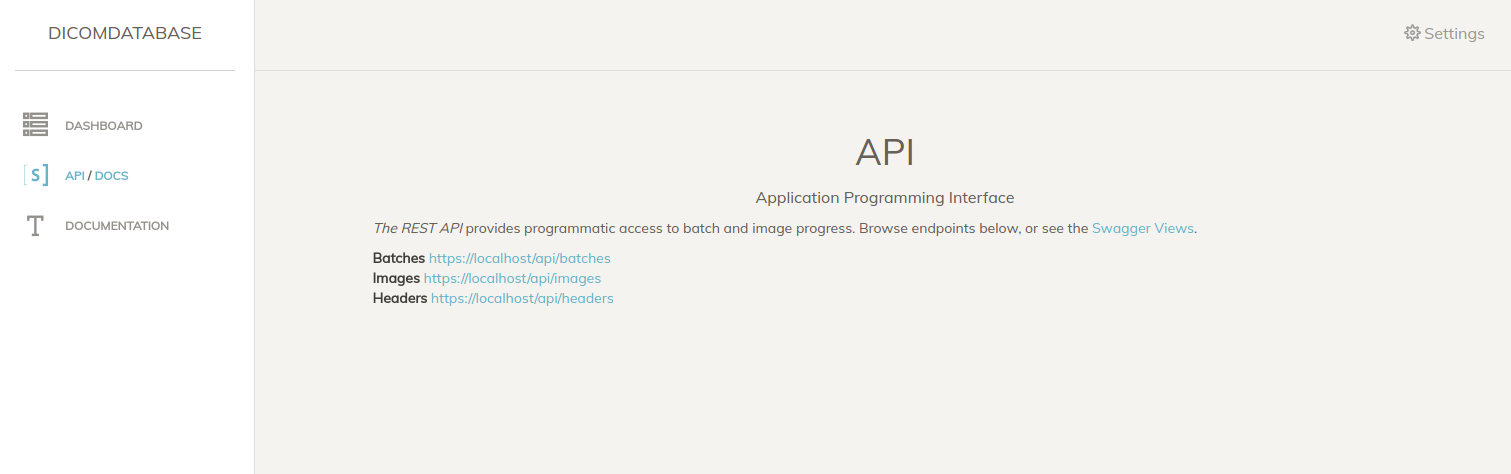 DICOMDATABASE
Settings
DASHBOARD
[S] API / DOCS
T DOCUMENTATION
API
Application Programming Interface
The REST API provides programmatic access to batch and image progress. Browse endpoints below, or see the Swagger Views.
Batches https://localhost/api/batches
Images https://localhost/api/images
Headers https://localhost/api/headers